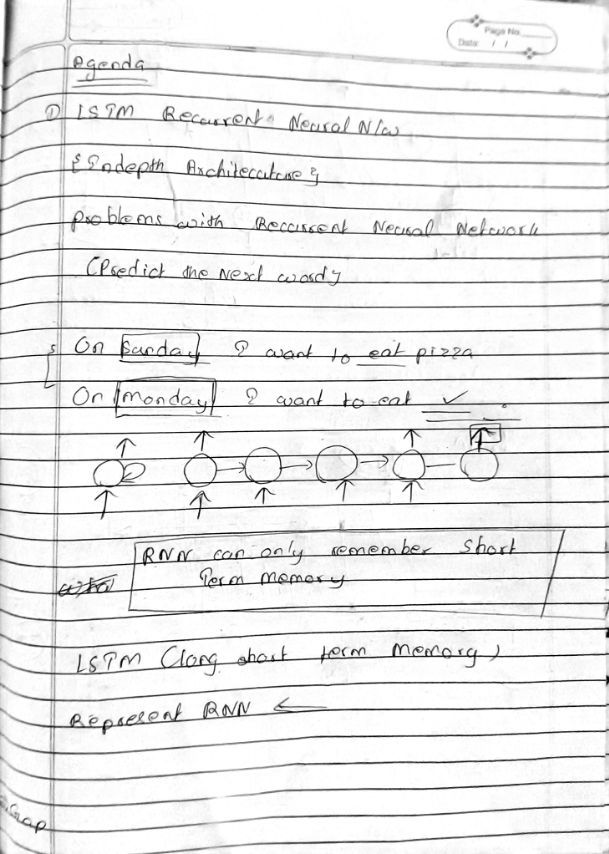 Page No.
Date: / /
Agenda
① LSTM Recurrent Neural N/w
{Indepth Architecature}
Problems with Reccurent Neural Network
(Predict the Next word)
On Sunday I want to eat pizza
On Monday I want to eat
RNN can only remember short
Term memory
LSTM (long short term memory)
Represent RNN ←